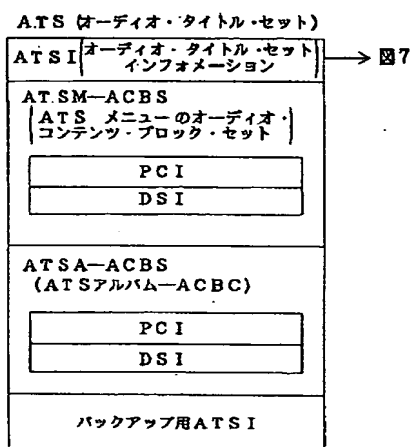 ATS（オーディオ・タイトル・セット）
ATSI（オーディオ・タイトル・セット
インフォメーション） → 図7
ATSM―ACBS
（ATS メニューのオーディオ・
コンテンツ・ブロック・セット）
PCI
DSI
ATSA―ACBS
（ATSアルバム―ACBC）
PCI
DSI
バックアップ用ATSI